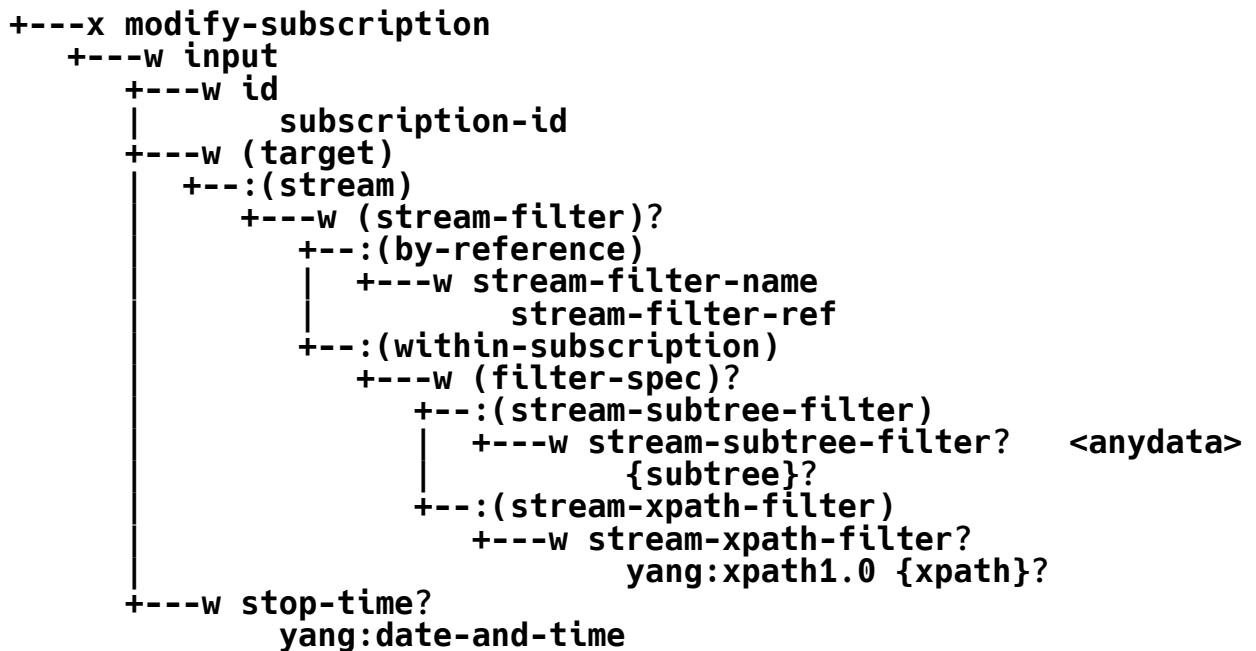 +---x modify-subscription
   +---w input
      +---w id
      |       subscription-id
      +---w (target)
      |  +--:(stream)
      |     +---w (stream-filter)?
      |        +--:(by-reference)
      |        |  +---w stream-filter-name
      |        |          stream-filter-ref
      |        +--:(within-subscription)
      |           +---w (filter-spec)?
      |              +--:(stream-subtree-filter)
      |              |  +---w stream-subtree-filter?   <anydata>
      |              |          {subtree}?
      |              +--:(stream-xpath-filter)
      |                 +---w stream-xpath-filter?
      |                         yang:xpath1.0 {xpath}?
      +---w stop-time?
              yang:date-and-time